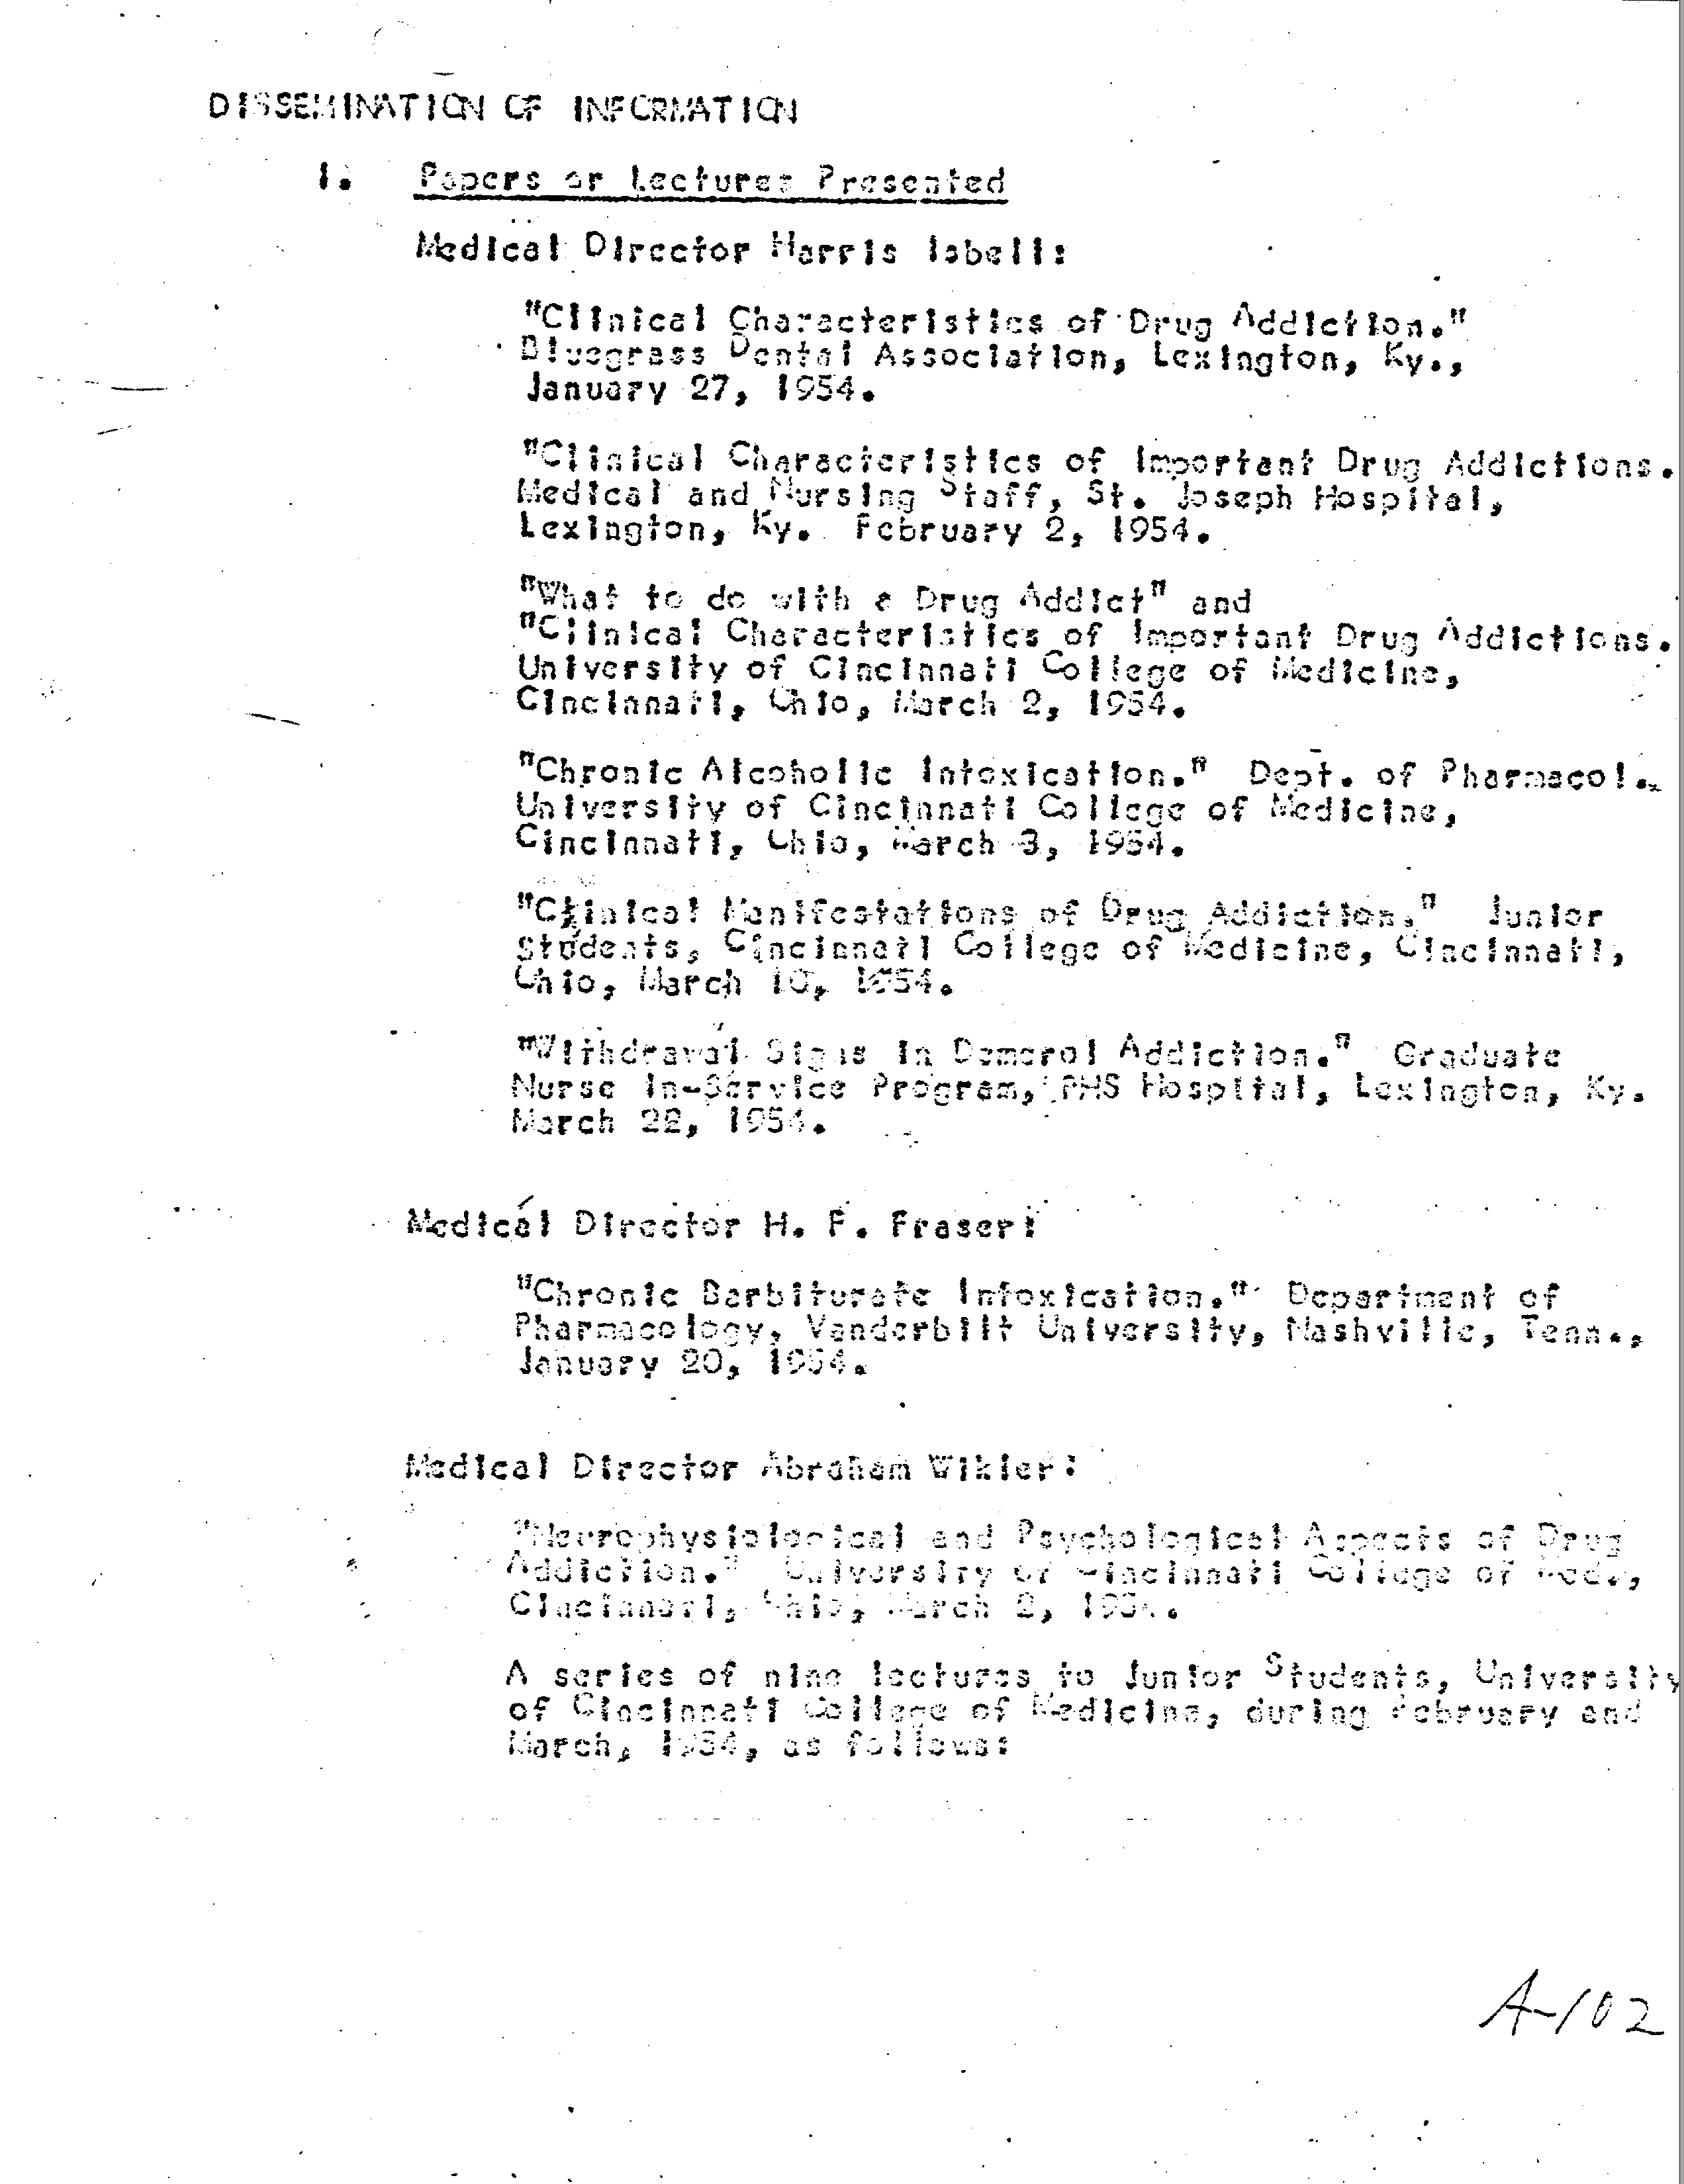 DISSEMINATION OF INFORMATION
1. Papers or Lectures Presented
Medical Director Harris Isbell:
"Clinical Characteristics of Drug Addiction."
Bluegrass Dental Association, Lexington, Ky.,
January 27, 1954.
"Clinical Characteristics of Important Drug Addictions.
Medical and Nursing Staff, St. Joseph Hospital,
Lexington, Ky. February 2, 1954.
"What to do with a Drug Addict" and
"Clinical Characteristics of Important Drug Addictions.
University of Cincinnati College of Medicine,
Cincinnati, Ohio, March 2, 1954.
"Chronic Alcoholic Intoxication." Dept. of Pharmacol.,
University of Cincinnati College of Medicine,
Cincinnati, Ohio, March 3, 1954.
"Clinical Manifestations of Drug Addiction." Junior
Students, Cincinnati College of Medicine, Cincinnati,
Ohio, March 10, 1954.
"Withdrawal Signs in Demerol Addiction." Graduate
Nurse In-Service Program, PHS Hospital, Lexington, Ky.
March 22, 1954.
Medical Director H. F. Fraser:
"Chronic Barbiturate Intoxication." Department of
Pharmacology, Vanderbilt University, Nashville, Tenn.,
January 20, 1954.
Medical Director Abraham Wikler:
"Neurophysiological and Psychological Aspects of Drug
Addiction." University of Cincinnati College of Med.,
Cincinnati, Ohio, March 2, 1954.
A series of nine lectures to Junior Students, University
of Cincinnati College of Medicine, during February and
March, 1954, as follows:
A-102